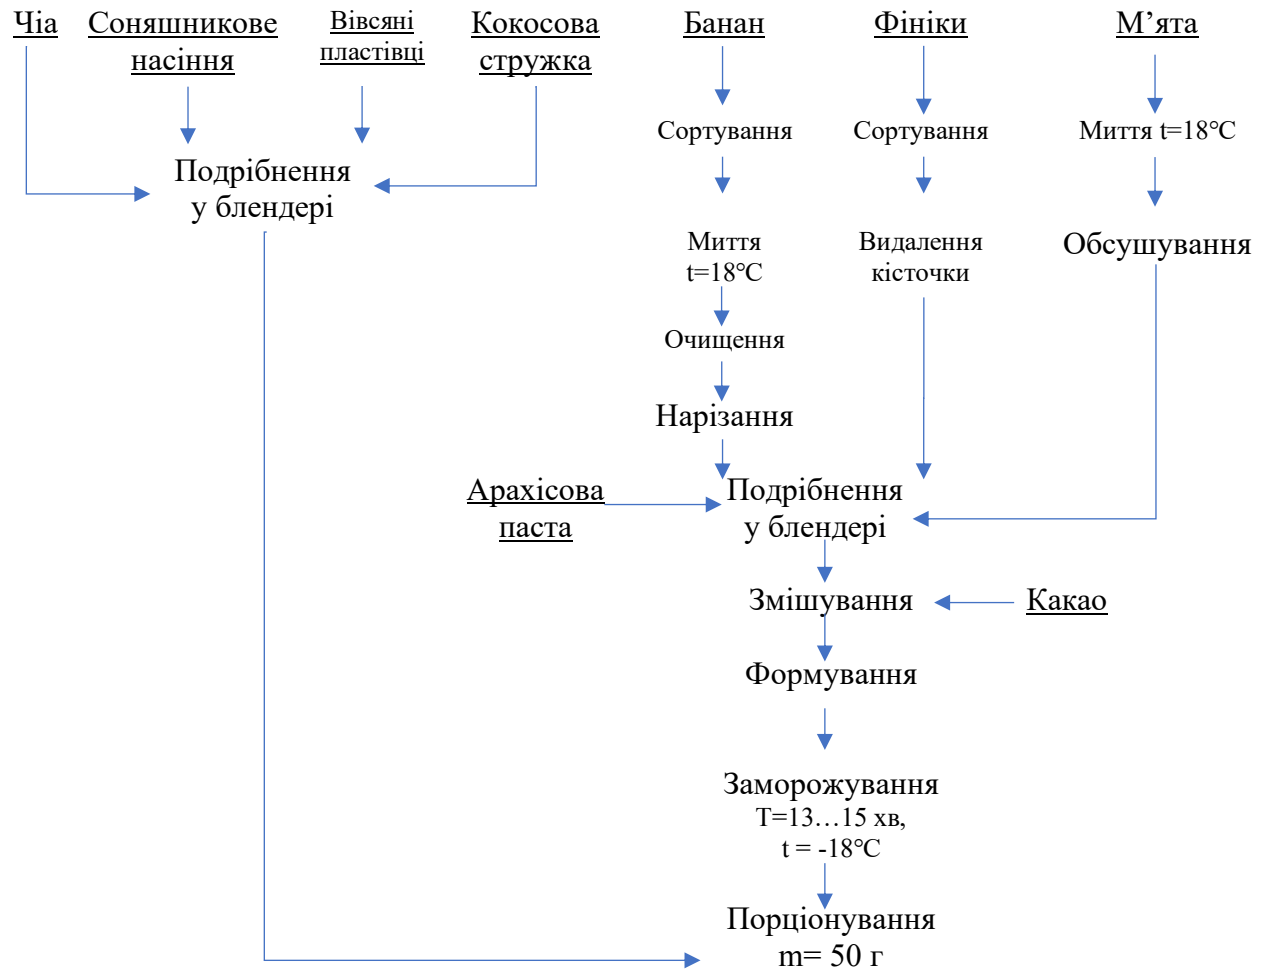 Чіа
Соняшникове
насіння
Вівсяні
пластівці
Кокосова
стружка
Банан
Фініки
М’ята
Сортування
Сортування
Миття t=18°С
Подрібнення
у блендері
Миття
t=18°С
Видалення
кісточки
Обсушування
Очищення
Нарізання
Арахісова
паста
Подрібнення
у блендері
Змішування
Какао
Формування
Заморожування
Т=13…15 хв,
t = -18°С
Порціонування
m= 50 г